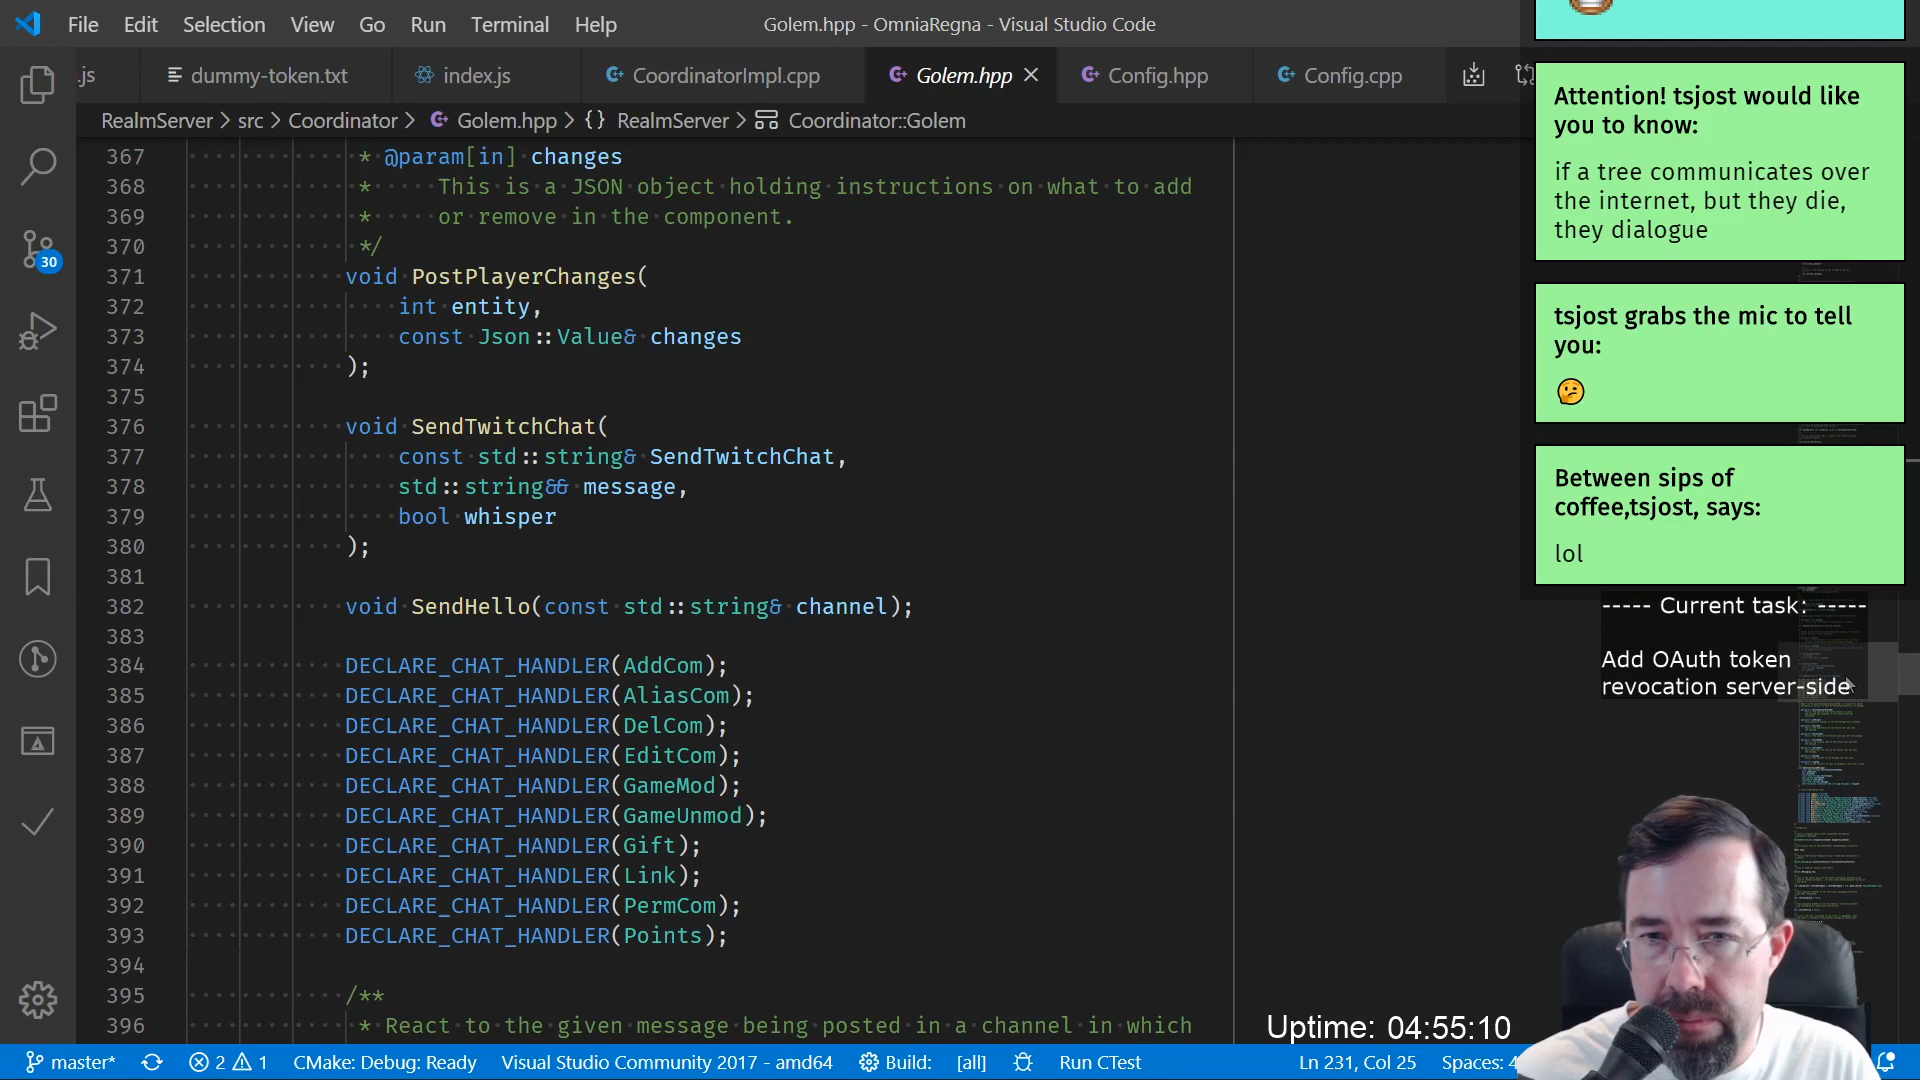 File Edit Selection View Go Run Terminal Help
Golem.hpp - OmniaRegna - Visual Studio Code
.js dummy-token.txt index.js CoordinatorImpl.cpp Golem.hpp Config.hpp Config.cpp
RealmServer > src > Coordinator > Golem.hpp > {} RealmServer > Coordinator::Golem
367 * @param[in] changes
368 * This is a JSON object holding instructions on what to add
369 * or remove in the component.
370 */
371 void PostPlayerChanges(
372 int entity,
373 const Json::Value& changes
374 );
375
376 void SendTwitchChat(
377 const std::string& SendTwitchChat,
378 std::string&& message,
379 bool whisper
380 );
381
382 void SendHello(const std::string& channel);
383
384 DECLARE_CHAT_HANDLER(AddCom);
385 DECLARE_CHAT_HANDLER(AliasCom);
386 DECLARE_CHAT_HANDLER(DelCom);
387 DECLARE_CHAT_HANDLER(EditCom);
388 DECLARE_CHAT_HANDLER(GameMod);
389 DECLARE_CHAT_HANDLER(GameUnmod);
390 DECLARE_CHAT_HANDLER(Gift);
391 DECLARE_CHAT_HANDLER(Link);
392 DECLARE_CHAT_HANDLER(PermCom);
393 DECLARE_CHAT_HANDLER(Points);
394
395 /**
396 * React to the given message being posted in a channel in which
30
Attention! tsjost would like
you to know:
if a tree communicates over
the internet, but they die,
they dialogue
tsjost grabs the mic to tell
you:
🤔
Between sips of
coffee,tsjost, says:
lol
----- Current task: -----
Add OAuth token
revocation server-side
Uptime: 04:55:10
master* 2 1 CMake: Debug: Ready Visual Studio Community 2017 - amd64 Build: [all] Run CTest Ln 231, Col 25 Spaces: 4